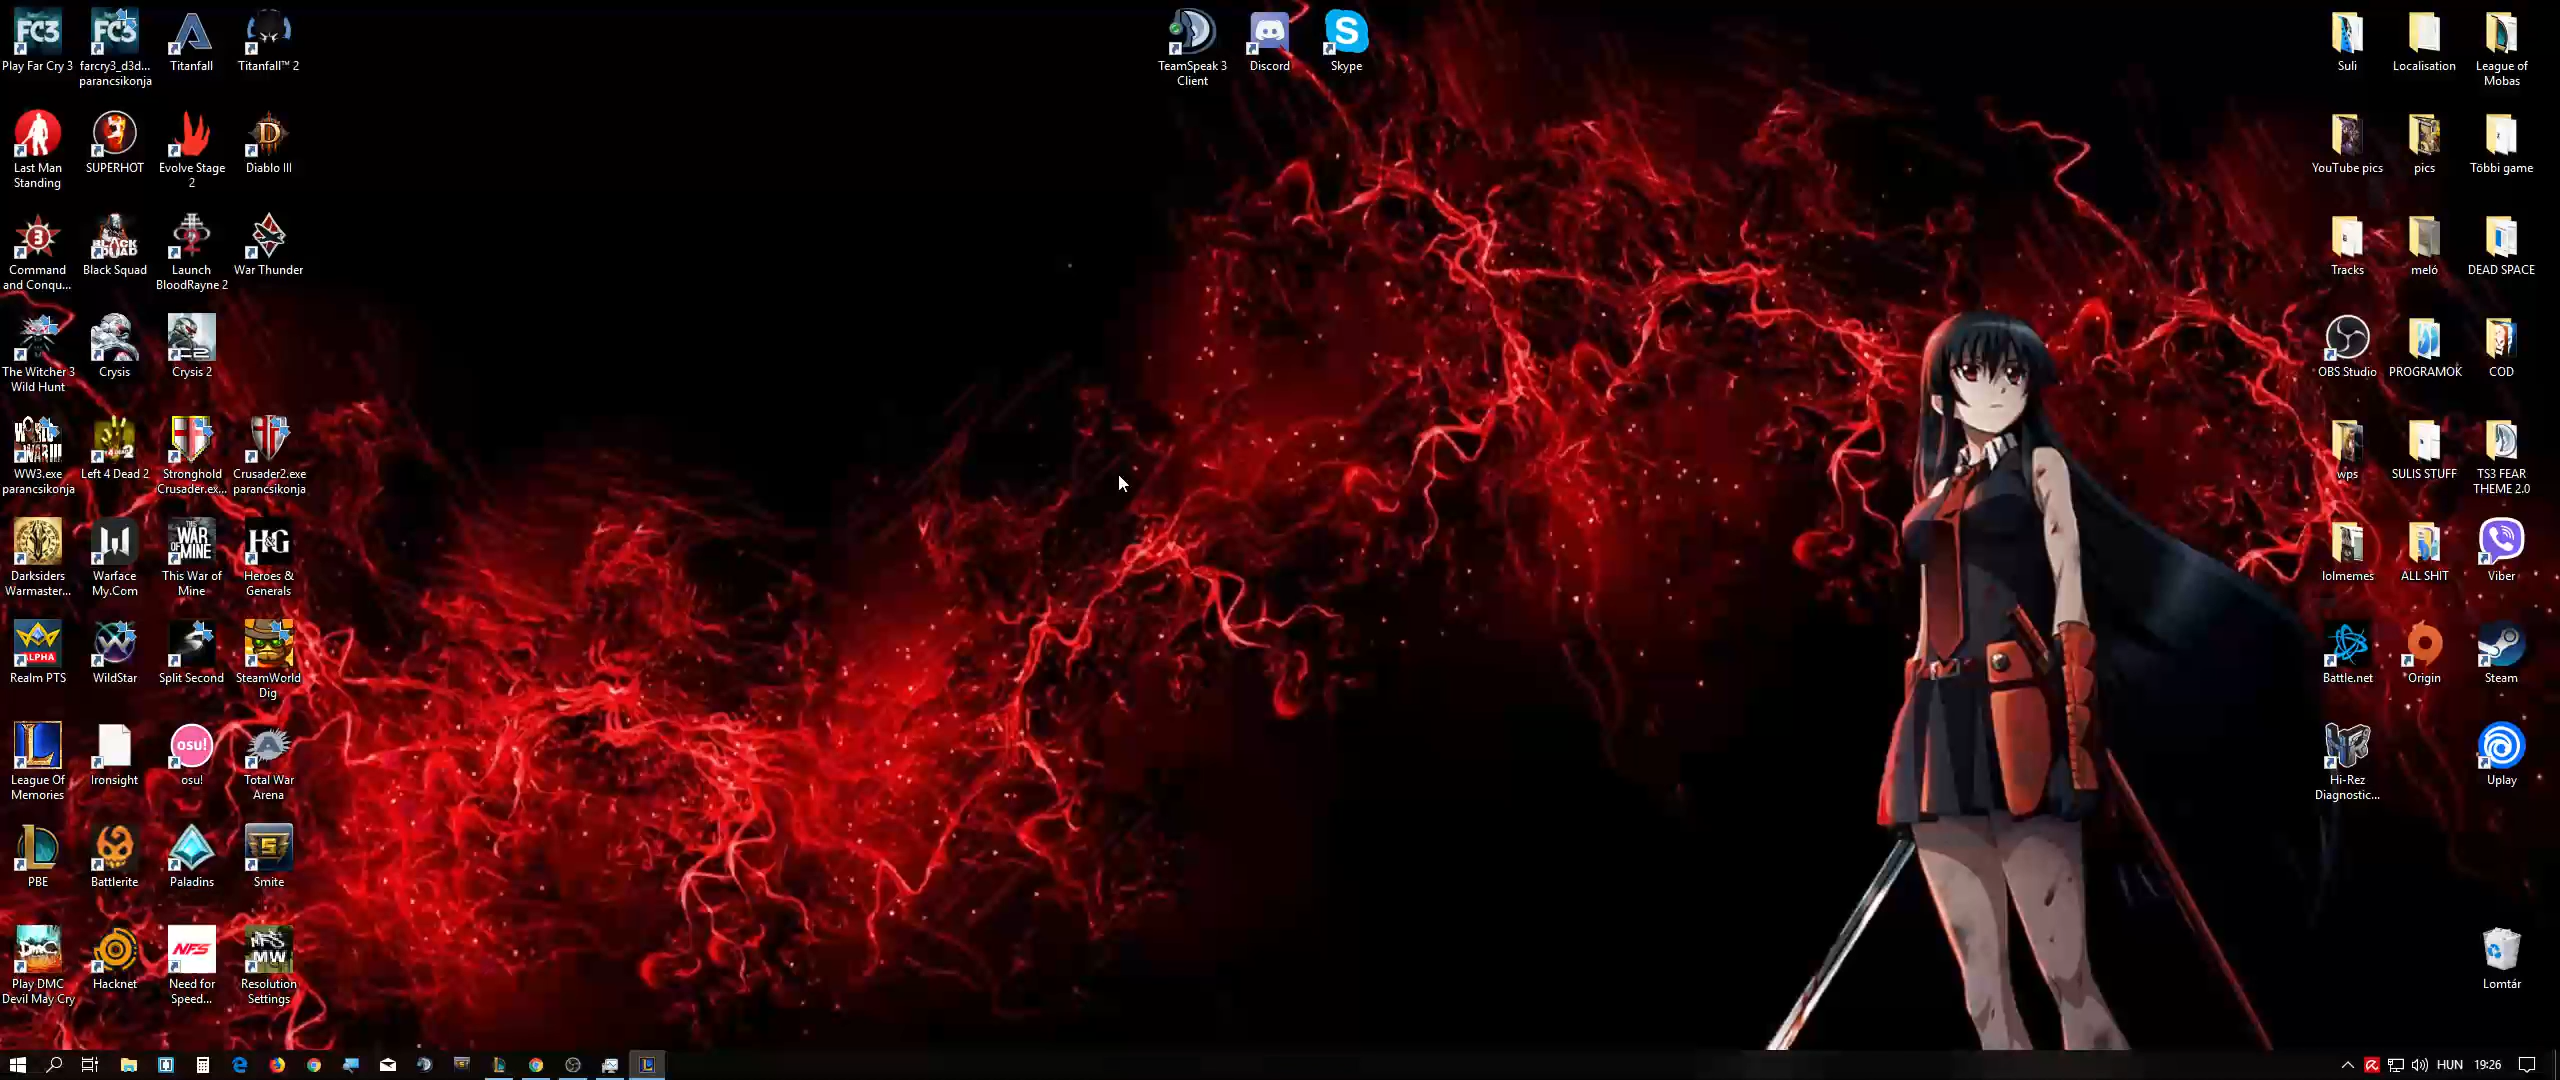 Play Far Cry 3
farcry3_d3d...
parancsikonja
Titanfall
Titanfall™ 2
TeamSpeak 3
Client
Discord
Skype
Suli
Localisation
League of
Mobas
Last Man
Standing
SUPERHOT
Evolve Stage
2
Diablo III
YouTube pics
pics
Többi game
Command
and Conqu...
Black Squad
Launch
BloodRayne 2
War Thunder
Tracks
meló
DEAD SPACE
The Witcher 3
Wild Hunt
Crysis
Crysis 2
OBS Studio
PROGRAMOK
COD
WW3.exe
parancsikonja
Left 4 Dead 2
Stronghold
Crusader.ex...
Crusader2.exe
parancsikonja
wps
SULIS STUFF
TS3 FEAR
THEME 2.0
Darksiders
Warmaster...
Warface
My.Com
This War of
Mine
Heroes &
Generals
lolmemes
ALL SHIT
Viber
Realm PTS
WildStar
Split Second
SteamWorld
Dig
Battle.net
Origin
Steam
League Of
Memories
Ironsight
osu!
Total War
Arena
Hi-Rez
Diagnostic...
Uplay
PBE
Battlerite
Paladins
Smite
Play DMC
Devil May Cry
Hacknet
Need for
Speed...
Resolution
Settings
Lomtár
HUN
19:26